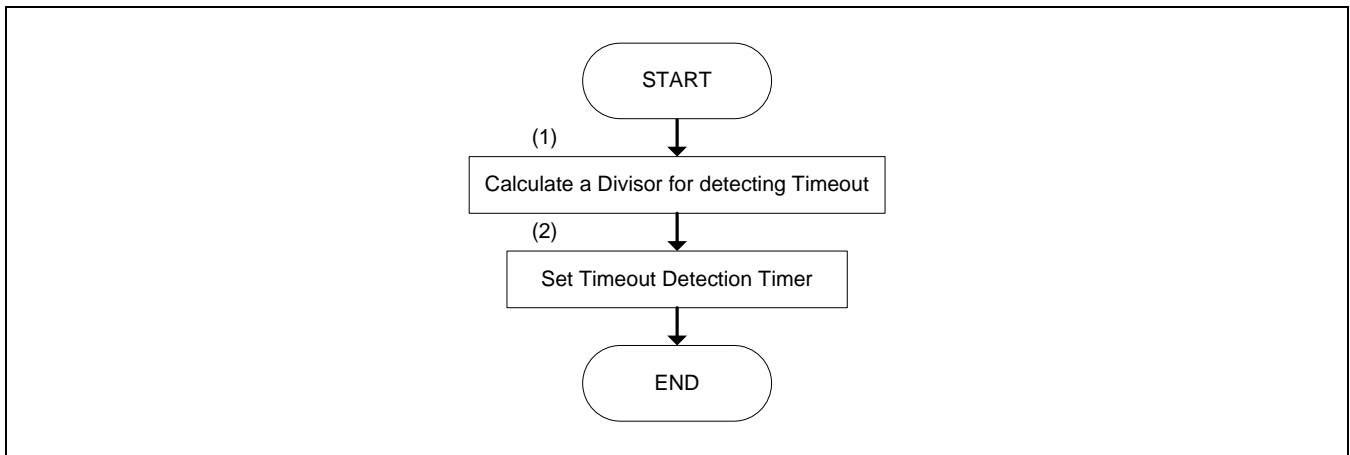 START
(1)
Calculate a Divisor for detecting Timeout
(2)
Set Timeout Detection Timer
END